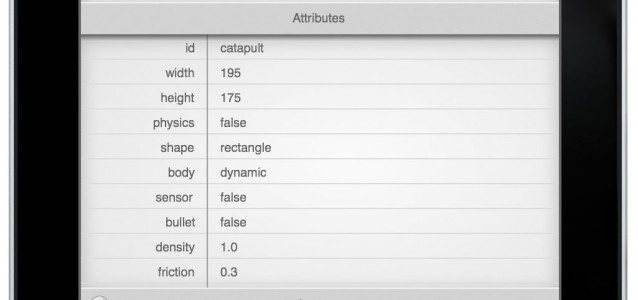 Attributes
id catapult
width 195
height 175
physics false
shape rectangle
body dynamic
sensor false
bullet false
density 1.0
friction 0.3